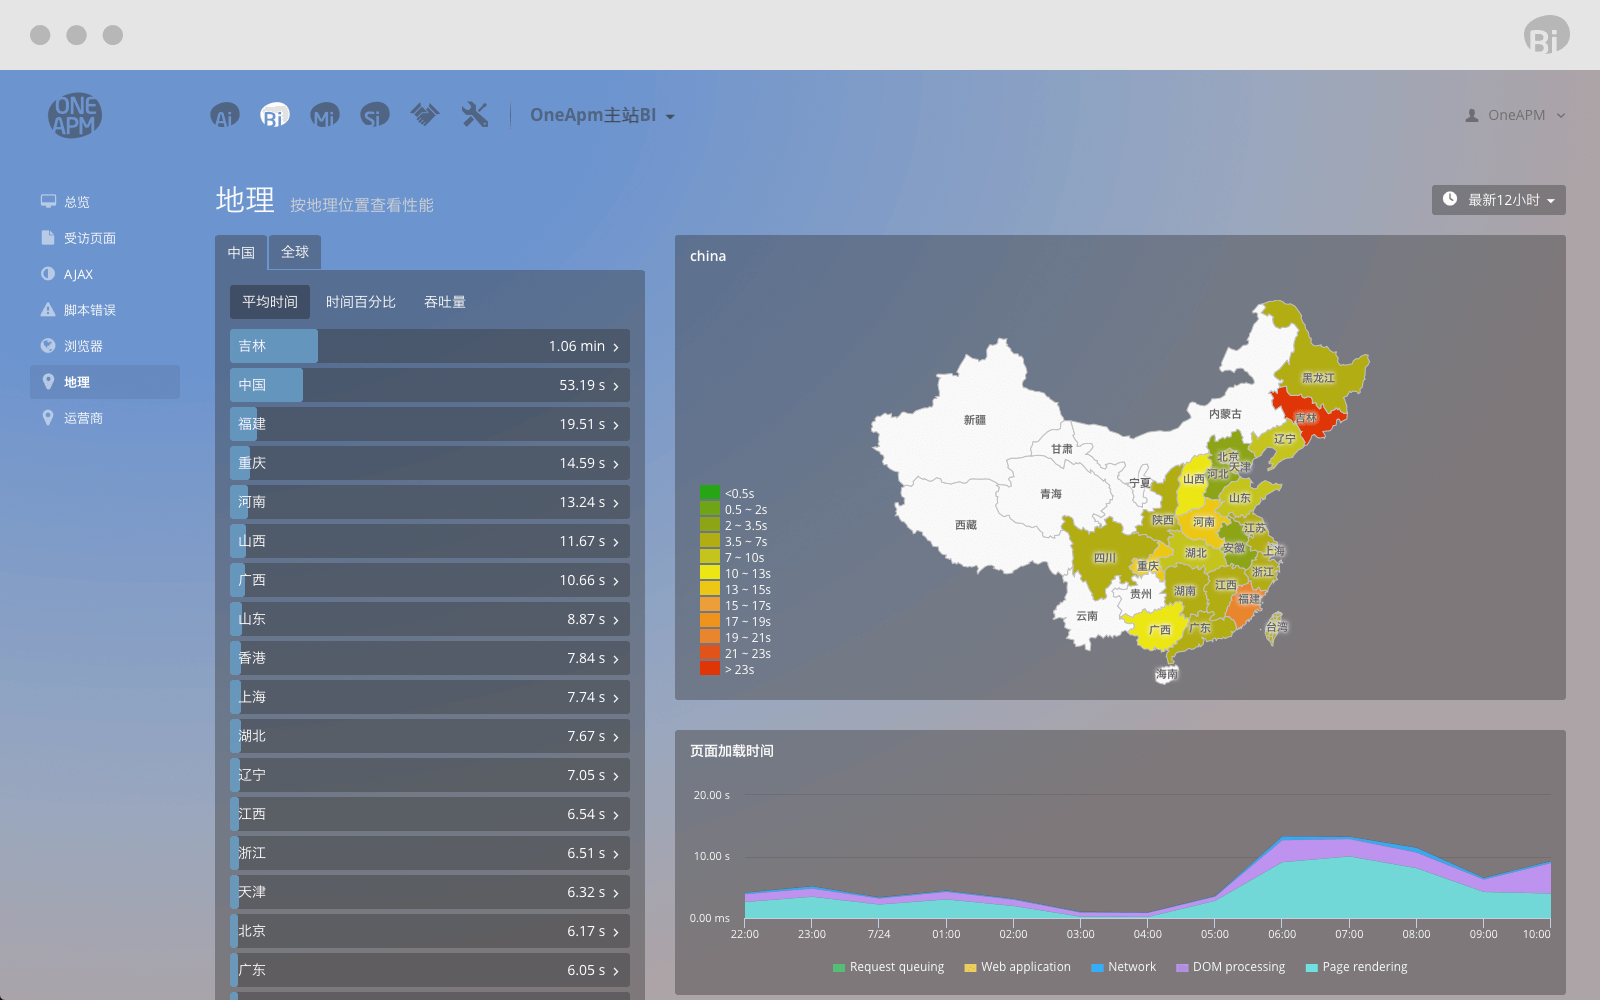 Bi
ONE
APM
Ai
Bi
Mi
Si
OneApm主站BI
OneAPM
总览
受访页面
AJAX
脚本错误
浏览器
地理
运营商
地理 按地理位置查看性能
最新12小时
中国 全球
平均时间 时间百分比 吞吐量
吉林 1.06 min
中国 53.19 s
福建 19.51 s
重庆 14.59 s
河南 13.24 s
山西 11.67 s
广西 10.66 s
山东 8.87 s
香港 7.84 s
上海 7.74 s
湖北 7.67 s
辽宁 7.05 s
江西 6.54 s
浙江 6.51 s
天津 6.32 s
北京 6.17 s
广东 6.05 s
china
黑龙江
吉林
内蒙古
新疆
辽宁
甘肃
北京
天津
河北
山西
宁夏
青海
山东
陕西
河南
西藏
江苏
安徽
上海
湖北
四川
重庆
浙江
江西
湖南
贵州
福建
云南
广西
广东
台湾
海南
<0.5s
0.5 ~ 2s
2 ~ 3.5s
3.5 ~ 7s
7 ~ 10s
10 ~ 13s
13 ~ 15s
15 ~ 17s
17 ~ 19s
19 ~ 21s
21 ~ 23s
> 23s
页面加载时间
20.00 s
10.00 s
0.00 ms
22:00 23:00 7/24 01:00 02:00 03:00 04:00 05:00 06:00 07:00 08:00 09:00 10:00
Request queuing Web application Network DOM processing Page rendering